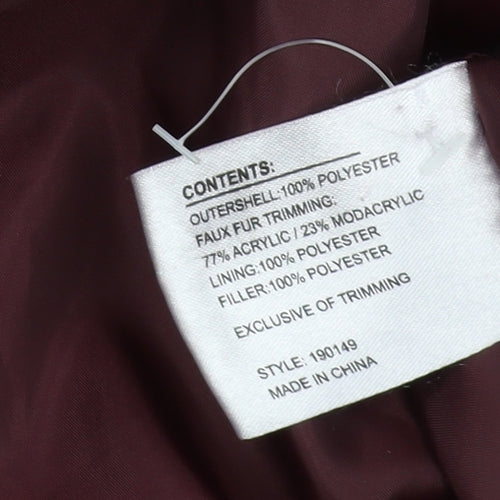 CONTENTS:
OUTERSHELL:100% POLYESTER
FAUX FUR TRIMMING:
77% ACRYLIC / 23% MODACRYLIC
LINING:100% POLYESTER
FILLER:100% POLYESTER
EXCLUSIVE OF TRIMMING
STYLE: 190149
MADE IN CHINA